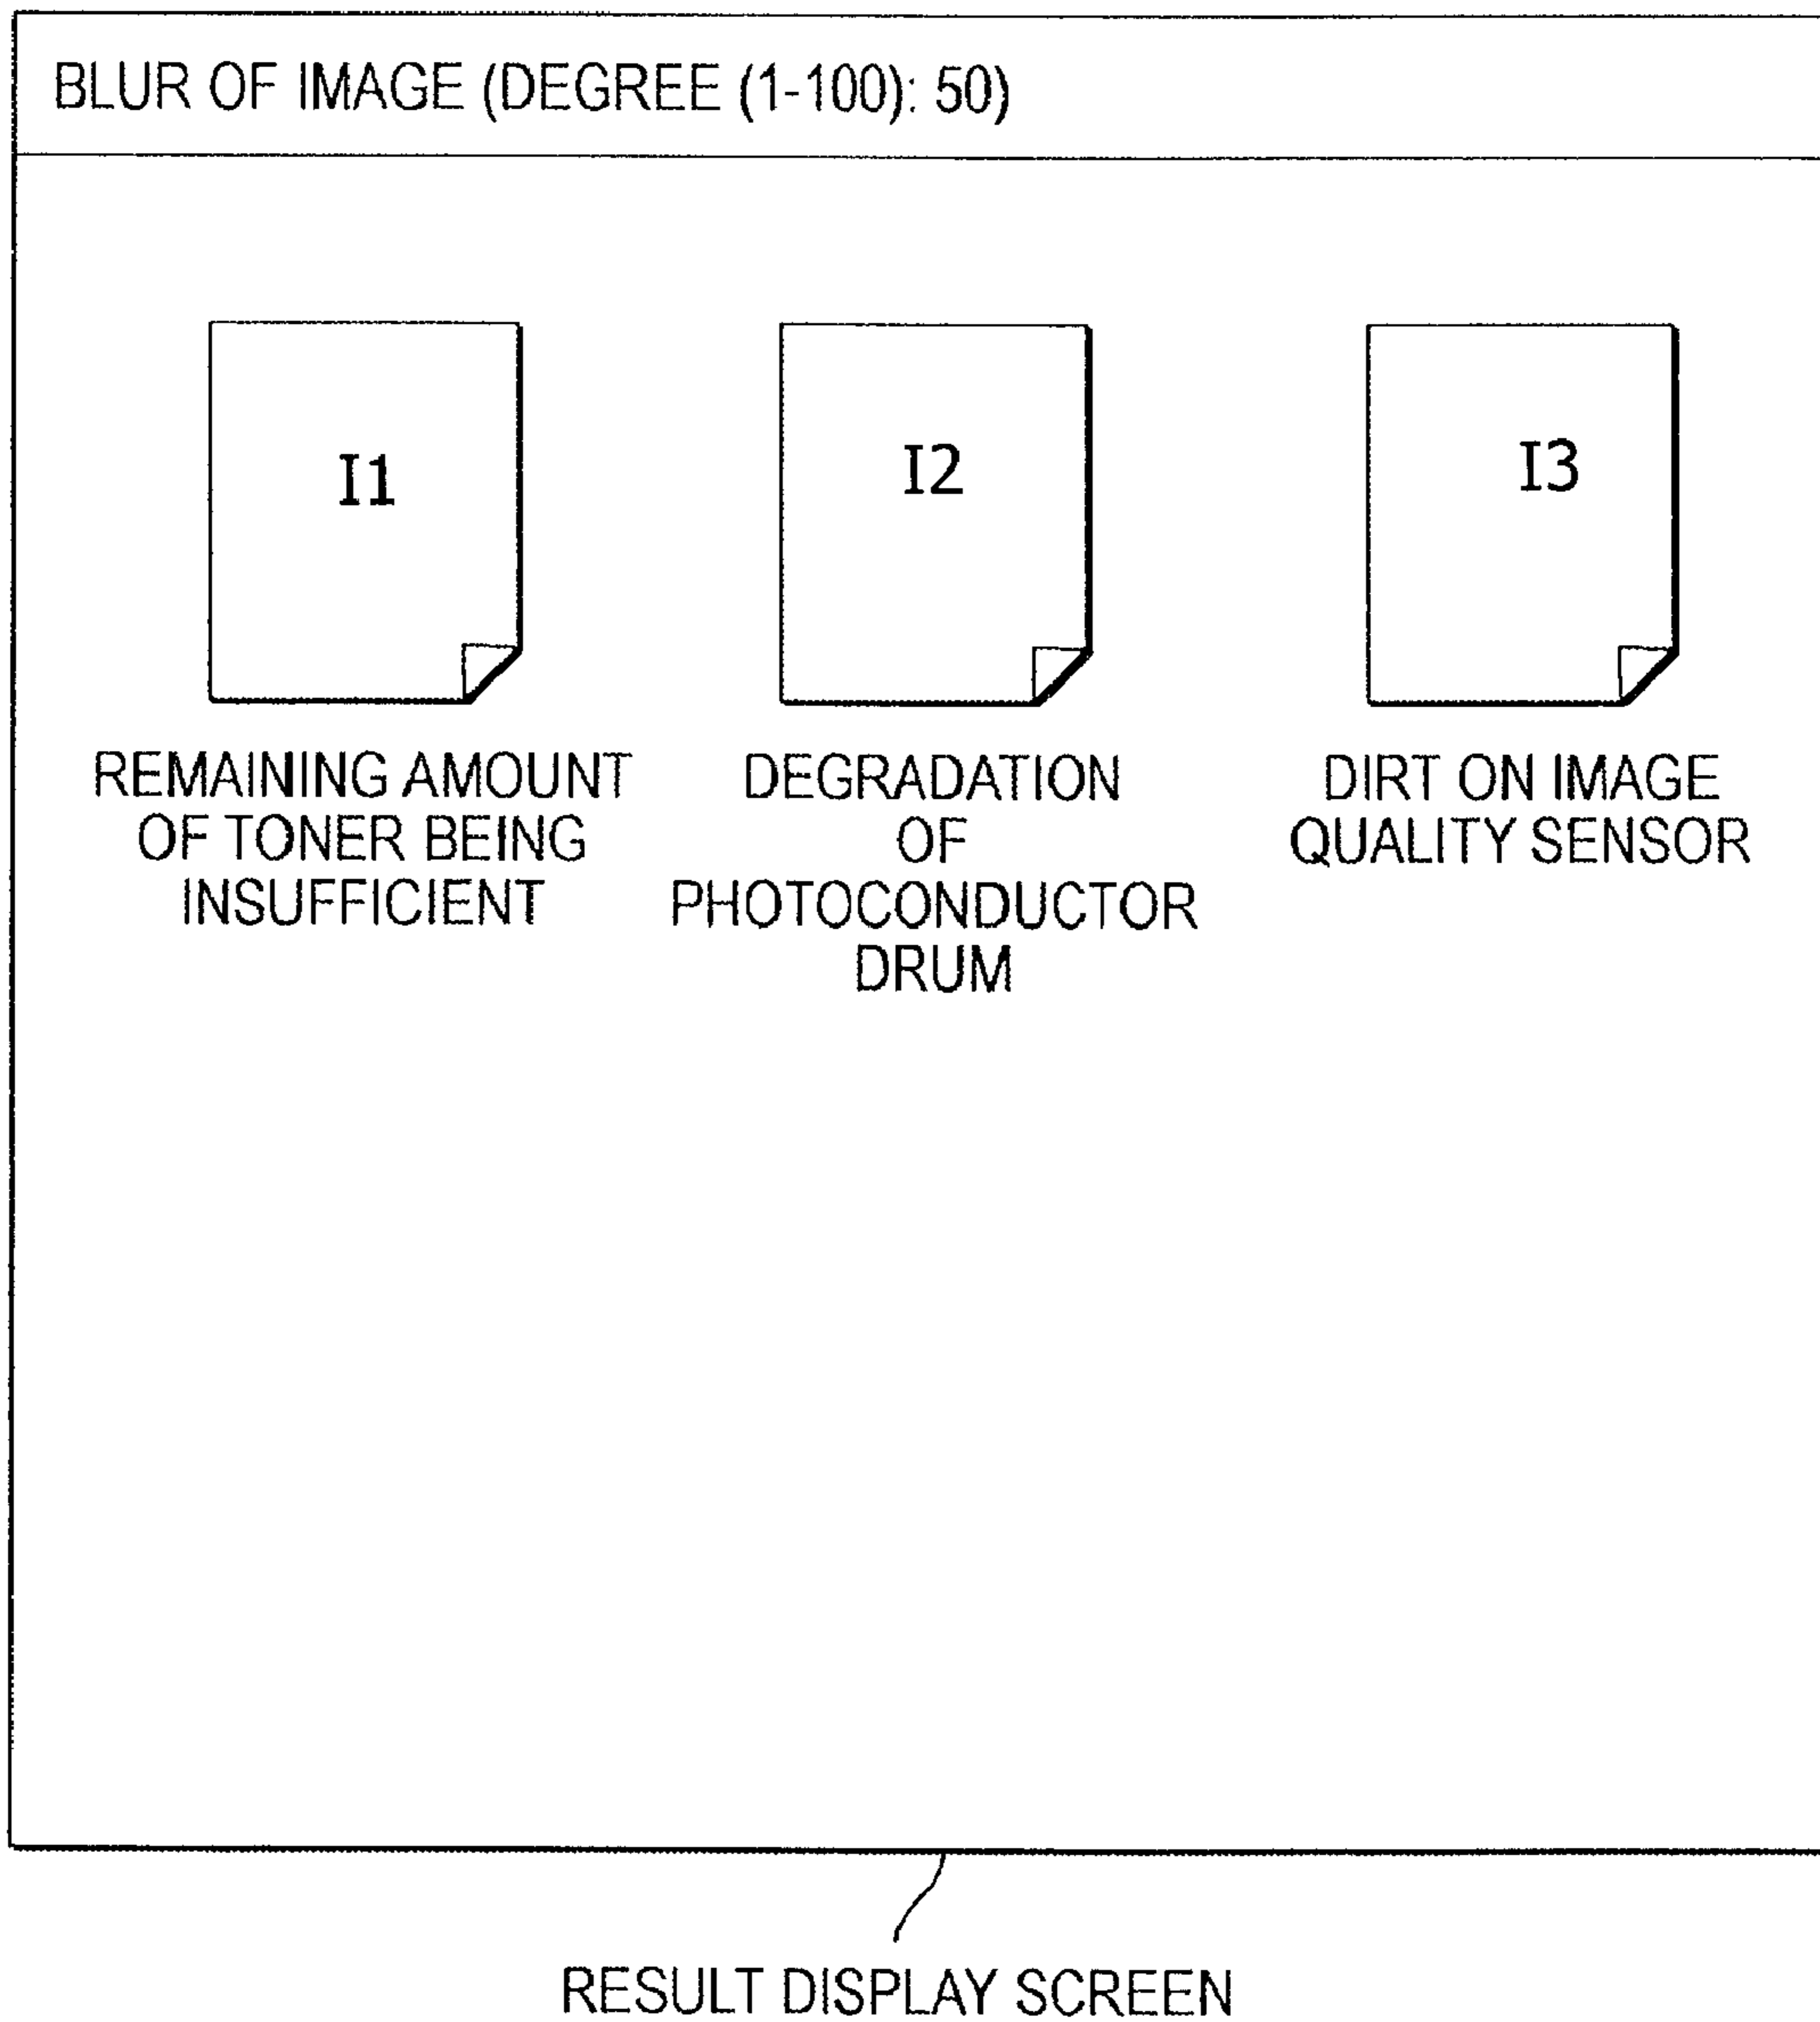 BLUR OF IMAGE (DEGREE (1-100): 50)
I1
I2
I3
REMAINING AMOUNT
OF TONER BEING
INSUFFICIENT
DEGRADATION
OF
PHOTOCONDUCTOR
DRUM
DIRT ON IMAGE
QUALITY SENSOR
RESULT DISPLAY SCREEN